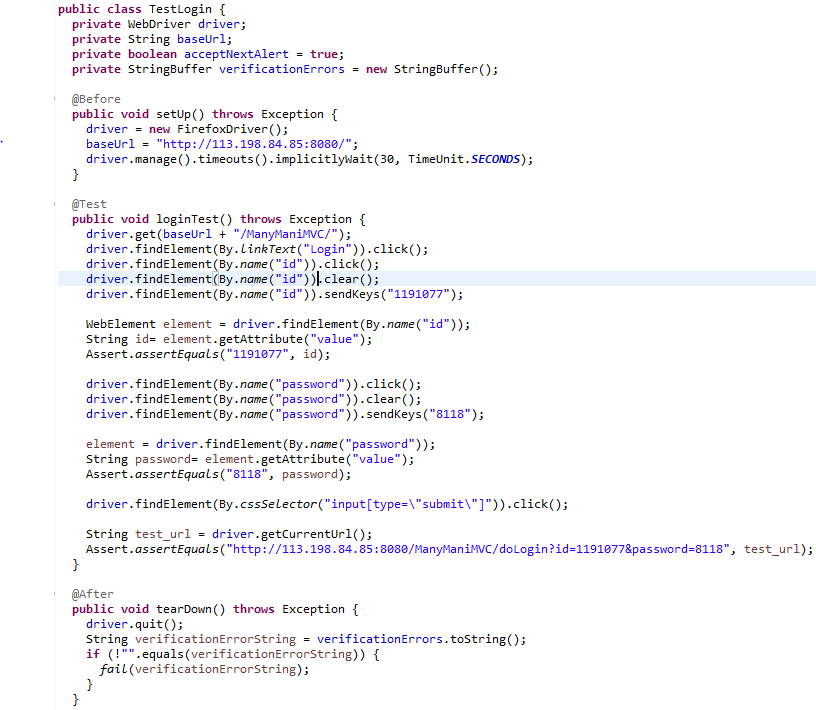 public class TestLogin {
  private WebDriver driver;
  private String baseUrl;
  private boolean acceptNextAlert = true;
  private StringBuffer verificationErrors = new StringBuffer();

  @Before
  public void setUp() throws Exception {
    driver = new FirefoxDriver();
    baseUrl = "http://113.198.84.85:8080/";
    driver.manage().timeouts().implicitlyWait(30, TimeUnit.SECONDS);
  }

  @Test
  public void loginTest() throws Exception {
    driver.get(baseUrl + "/ManyManiMVC/");
    driver.findElement(By.linkText("Login")).click();
    driver.findElement(By.name("id")).click();
    driver.findElement(By.name("id")).clear();
    driver.findElement(By.name("id")).sendKeys("1191077");

    WebElement element = driver.findElement(By.name("id"));
    String id= element.getAttribute("value");
    Assert.assertEquals("1191077", id);

    driver.findElement(By.name("password")).click();
    driver.findElement(By.name("password")).clear();
    driver.findElement(By.name("password")).sendKeys("8118");

    element = driver.findElement(By.name("password"));
    String password= element.getAttribute("value");
    Assert.assertEquals("8118", password);

    driver.findElement(By.cssSelector("input[type=\"submit\"]")).click();

    String test_url = driver.getCurrentUrl();
    Assert.assertEquals("http://113.198.84.85:8080/ManyManiMVC/doLogin?id=1191077&password=8118", test_url);
  }

  @After
  public void tearDown() throws Exception {
    driver.quit();
    String verificationErrorString = verificationErrors.toString();
    if (!"".equals(verificationErrorString)) {
      fail(verificationErrorString);
    }
  }